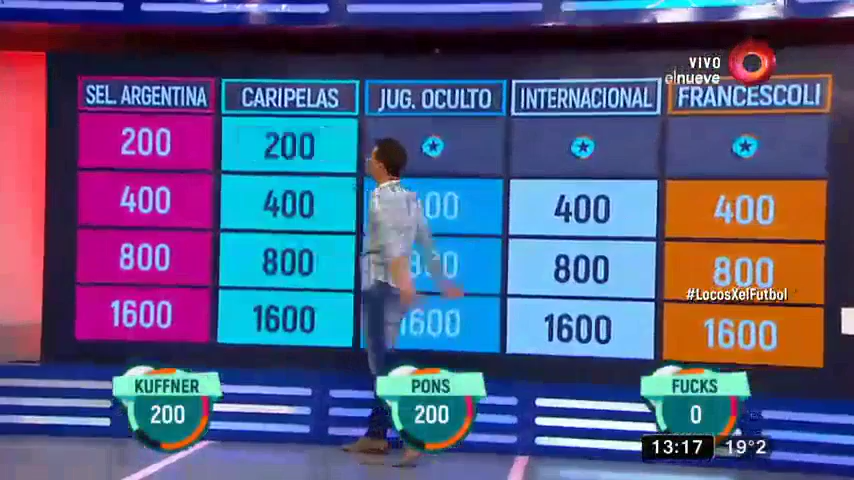 VIVO
elnueve
SEL. ARGENTINA CARIPELAS JUG. OCULTO INTERNACIONAL FRANCESCOLI
200 200
400 400 400 400
800 800 800 800
#LocosXelFutbol
1600 1600 1600 1600 1600
KUFFNER PONS FUCKS
200 200 0
13:17 19°2